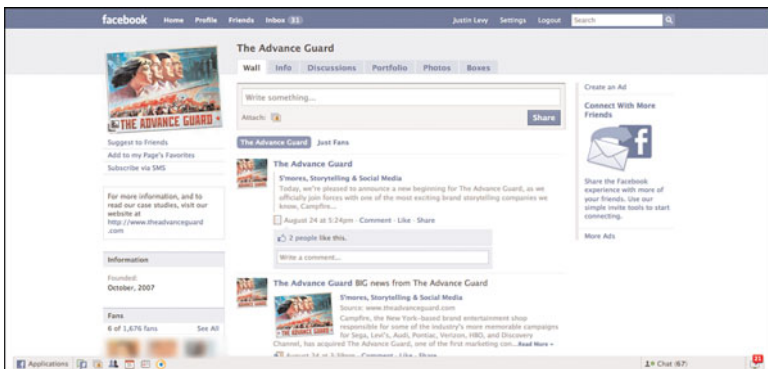 facebook Home Profile Friends Inbox 31 Justin Levy Settings Logout Search
The Advance Guard
Wall Info Discussions Portfolio Photos Boxes
Write something...
Attach:
Share
The Advance Guard Just Fans
THE ADVANCE GUARD
Suggest to Friends
Add to my Page's Favorites
Subscribe via SMS
For more information, and to
read our case studies, visit our
website at
http://www.theadvanceguard
.com
Information
Founded:
October, 2007
Fans
6 of 1,676 fans See All
The Advance Guard
S'mores, Storytelling & Social Media
Today, we're pleased to announce a new beginning for The Advance Guard, as we
officially join forces with one of the most exciting brand storytelling companies we
know, Campfire...
August 24 at 5:24pm · Comment · Like · Share
2 people like this.
Write a comment...
The Advance Guard BIG news from The Advance Guard
S'mores, Storytelling & Social Media
Source: www.theadvanceguard.com
Campfire, the New York-based brand entertainment shop
responsible for some of the industry's more memorable campaigns
for Sega, Levi's, Audi, Pontiac, Verizon, HBO, and Discovery
Channel, has acquired The Advance Guard, one of the first marketing con...Read More
August 24 at · Comment · Like · Share
Create an Ad
Connect With More
Friends
Share the Facebook
experience with more of
your friends. Use our
simple invite tools to start
connecting.
More Ads
Applications Chat (67) 21